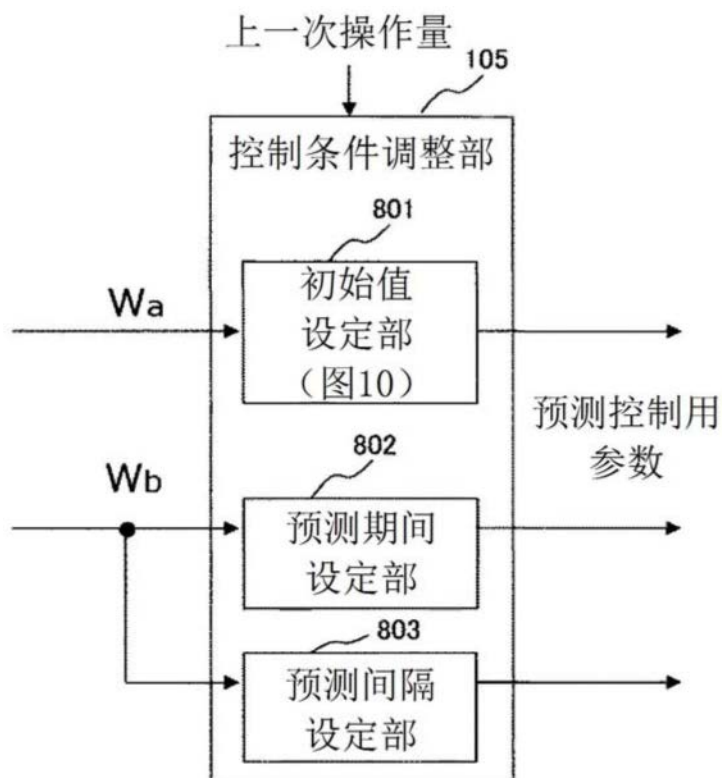 上一次操作量
105
控制条件调整部
801
初始值
设定部
（图10）
Wa
预测控制用
参数
802
Wb
预测期间
设定部
803
预测间隔
设定部